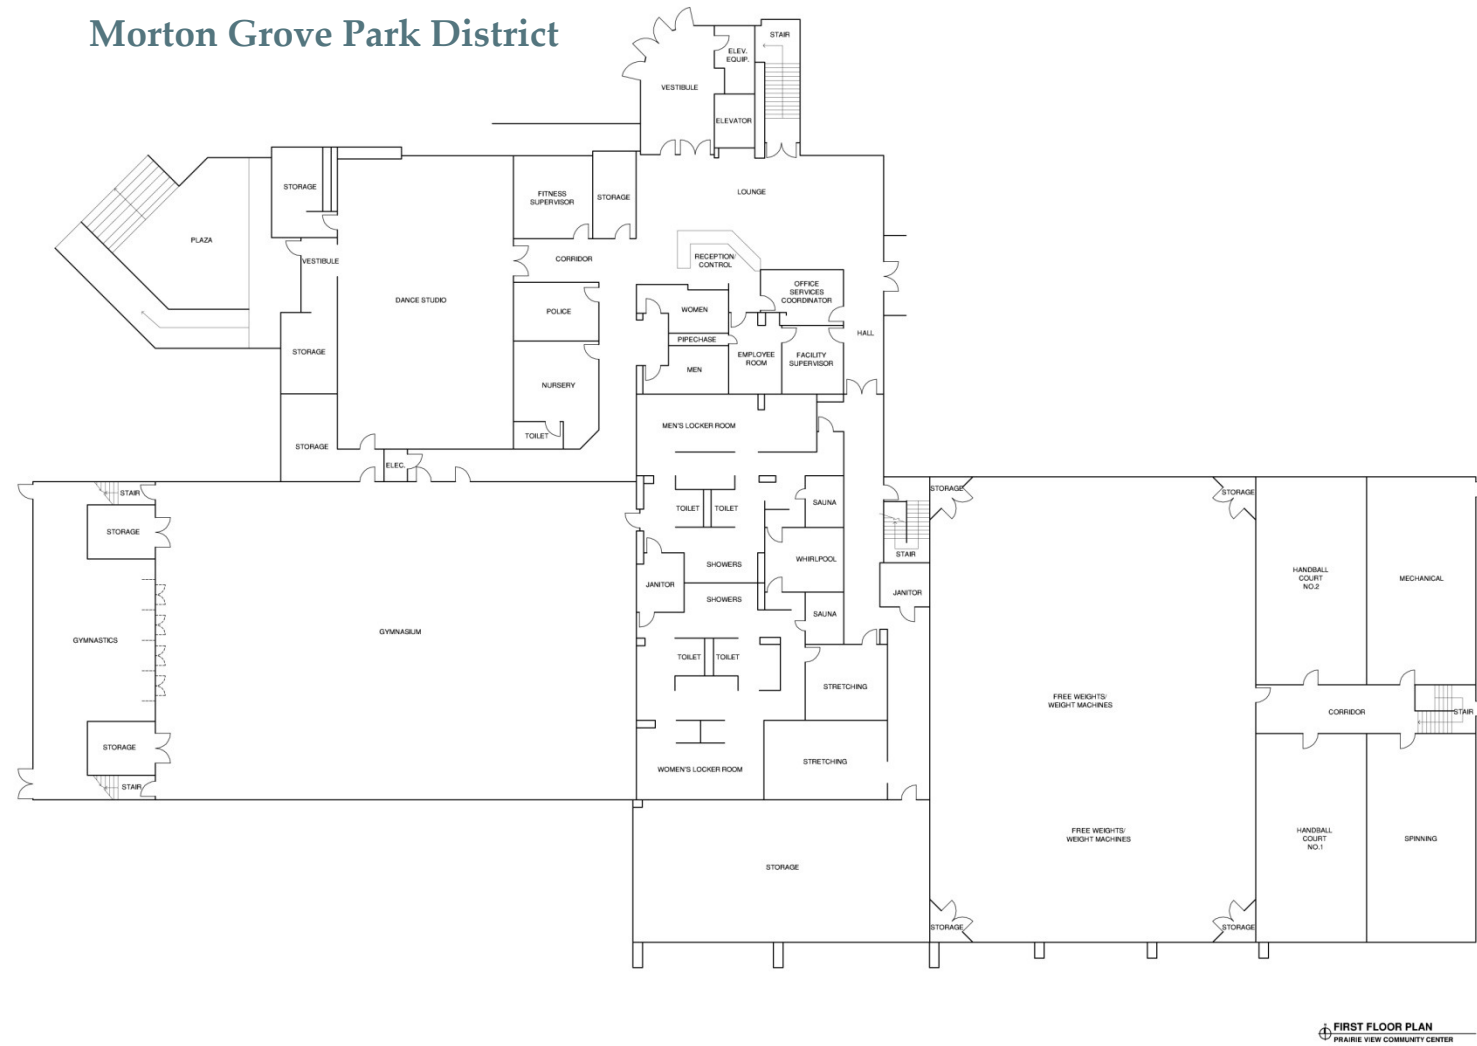 Morton Grove Park District
STAIR
ELEV.
EQUIP.
VESTIBULE
ELEVATOR
STORAGE
FITNESS
SUPERVISOR
STORAGE
LOUNGE
PLAZA
VESTIBULE
CORRIDOR
RECEPTION/
CONTROL
OFFICE
SERVICES
COORDINATOR
DANCE STUDIO
POLICE
WOMEN
HALL
PIPECHASE
STORAGE
EMPLOYEE
ROOM
FACILITY
SUPERVISOR
MEN
NURSERY
MEN'S LOCKER ROOM
TOILET
STORAGE
ELEC.
STAIR
STORAGE
STORAGE
STORAGE
SAUNA
TOILET
TOILET
STORAGE
STAIR
WHIRLPOOL
SHOWERS
HANDBALL
COURT
NO.2
MECHANICAL
JANITOR
JANITOR
SHOWERS
SAUNA
GYMNASTICS
GYMNASIUM
TOILET
TOILET
STRETCHING
FREE WEIGHTS/
WEIGHT MACHINES
CORRIDOR
STAIR
STORAGE
STRETCHING
WOMEN'S LOCKER ROOM
STAIR
FREE WEIGHTS/
WEIGHT MACHINES
HANDBALL
COURT
NO.1
SPINNING
STORAGE
STORAGE
STORAGE
FIRST FLOOR PLAN
PRAIRIE VIEW COMMUNITY CENTER